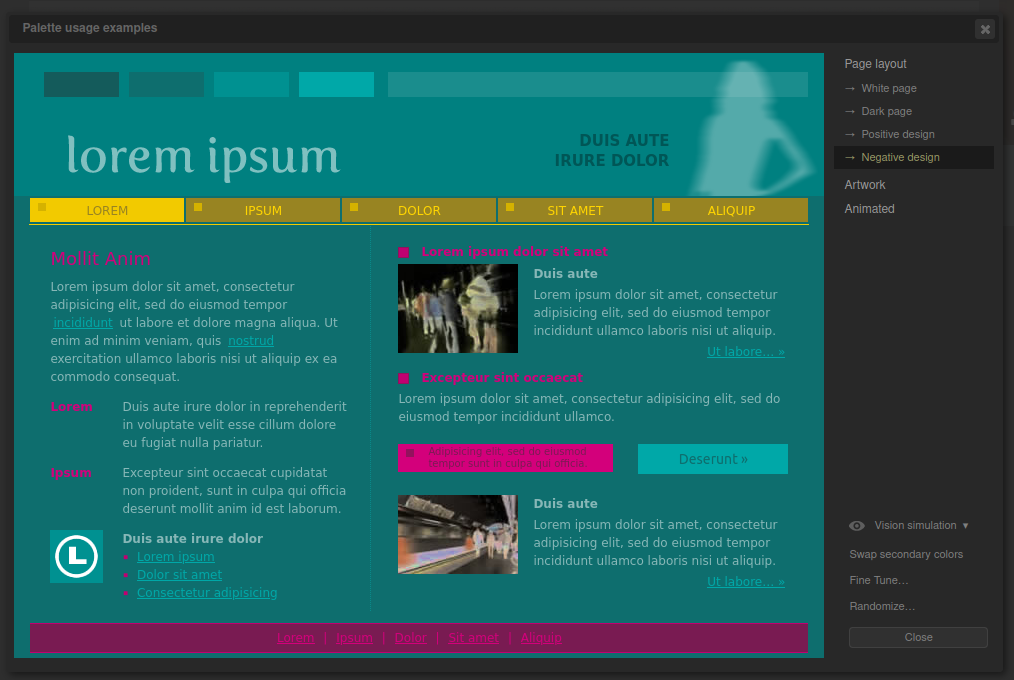 Palette usage examples
Page layout
→ White page
→ Dark page
→ Positive design
→ Negative design
Artwork
Animated
lorem ipsum
DUIS AUTE
IRURE DOLOR
LOREM
IPSUM
DOLOR
SIT AMET
ALIQUIP
Mollit Anim
Lorem ipsum dolor sit amet, consectetur
adipisicing elit, sed do eiusmod tempor
incididunt ut labore et dolore magna aliqua. Ut
enim ad minim veniam, quis nostrud
exercitation ullamco laboris nisi ut aliquip ex ea
commodo consequat.
Lorem
Duis aute irure dolor in reprehenderit
in voluptate velit esse cillum dolore
eu fugiat nulla pariatur.
Ipsum
Excepteur sint occaecat cupidatat
non proident, sunt in culpa qui officia
deserunt mollit anim id est laborum.
L
Duis aute irure dolor
• Lorem ipsum
• Dolor sit amet
• Consectetur adipisicing
Lorem ipsum dolor sit amet
Duis aute
Lorem ipsum dolor sit amet, consectetur
adipisicing elit, sed do eiusmod tempor
incididunt ullamco laboris nisi ut aliquip.
Ut labore... »
Excepteur sint occaecat
Lorem ipsum dolor sit amet, consectetur adipisicing elit, sed do
eiusmod tempor incididunt ullamco.
Adipisicing elit, sed do eiusmod
tempor sunt in culpa qui officia
Deserunt »
Duis aute
Lorem ipsum dolor sit amet, consectetur
adipisicing elit, sed do eiusmod tempor
incididunt ullamco laboris nisi ut aliquip.
Ut labore... »
Lorem | Ipsum | Dolor | Sit amet | Aliquip
Vision simulation ▾
Swap secondary colors
Fine Tune...
Randomize...
Close